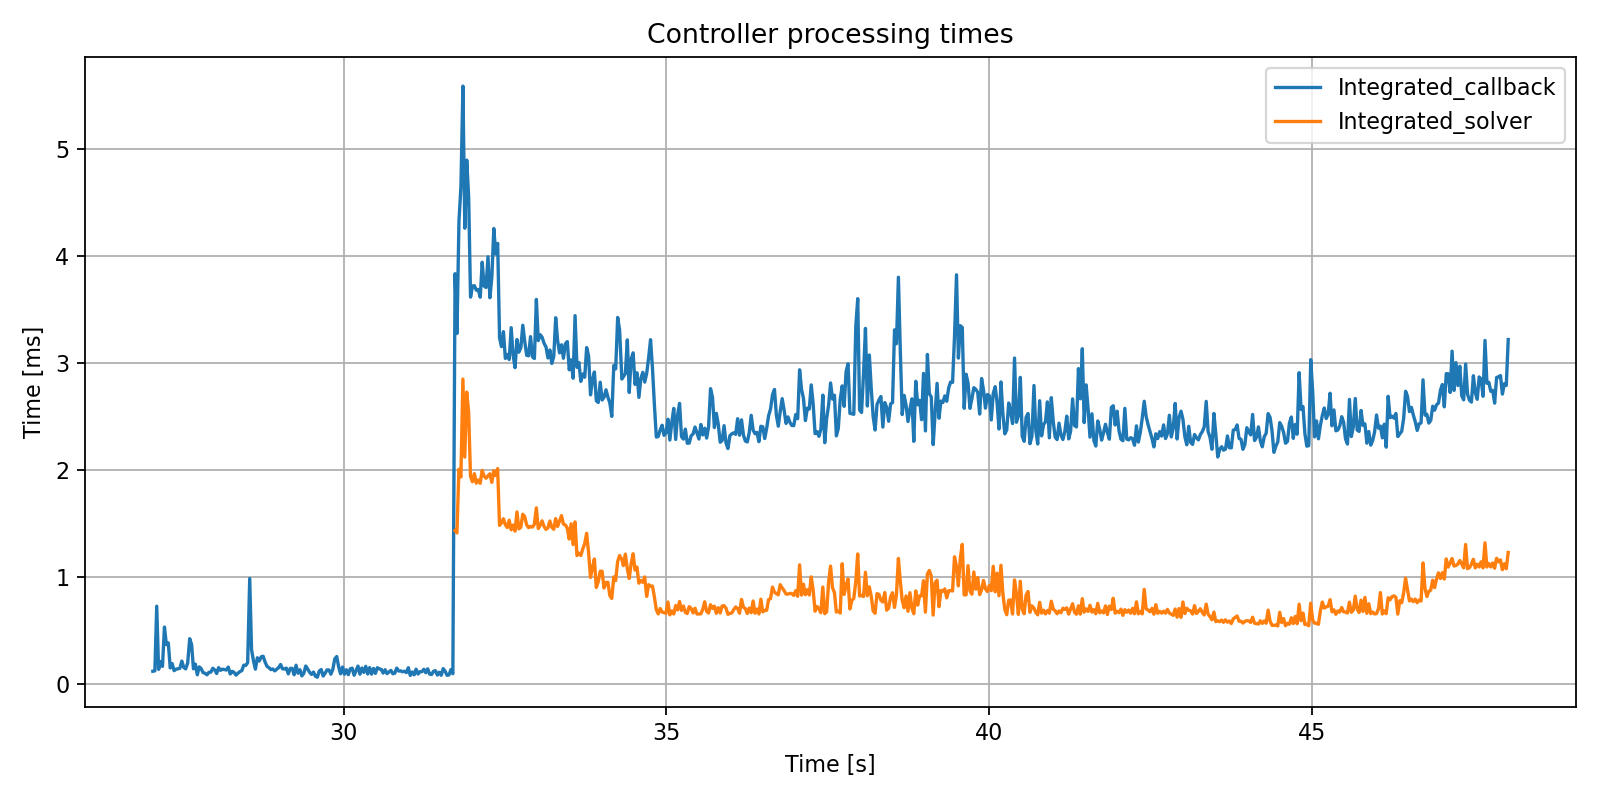 Controller processing times
Integrated_callback
Integrated_solver
Time [ms]
5
4
3
2
1
0
30
35
40
45
Time [s]